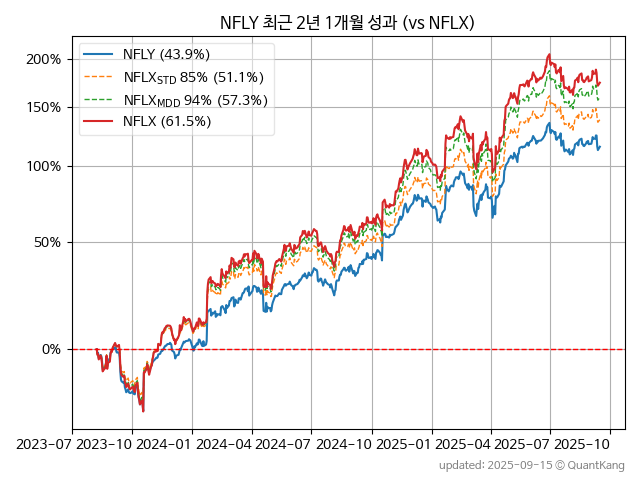 NFLY 최근 2년 1개월 성과 (vs NFLX)
NFLY (43.9%)
NFLX_STD 85% (51.1%)
NFLX_MDD 94% (57.3%)
NFLX (61.5%)
200%
150%
100%
50%
0%
2023-07 2023-10 2024-01 2024-04 2024-07 2024-10 2025-01 2025-04 2025-07 2025-10
updated: 2025-09-15 © QuantKang